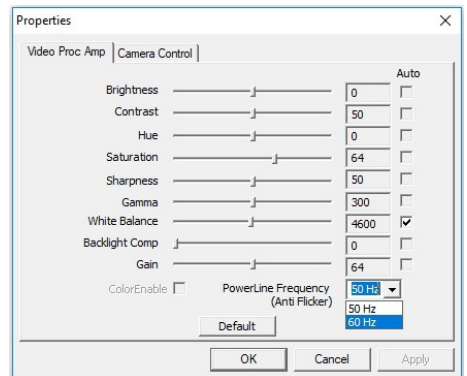 Properties
Video Proc Amp
Camera Control
Auto
Brightness 0
Contrast 50
Hue 0
Saturation 64
Sharpness 50
Gamma 300
White Balance 4600
Backlight Comp 0
Gain 64
ColorEnable PowerLine Frequency 50 Hz
(Anti Flicker)
50 Hz
60 Hz
Default
OK Cancel Apply